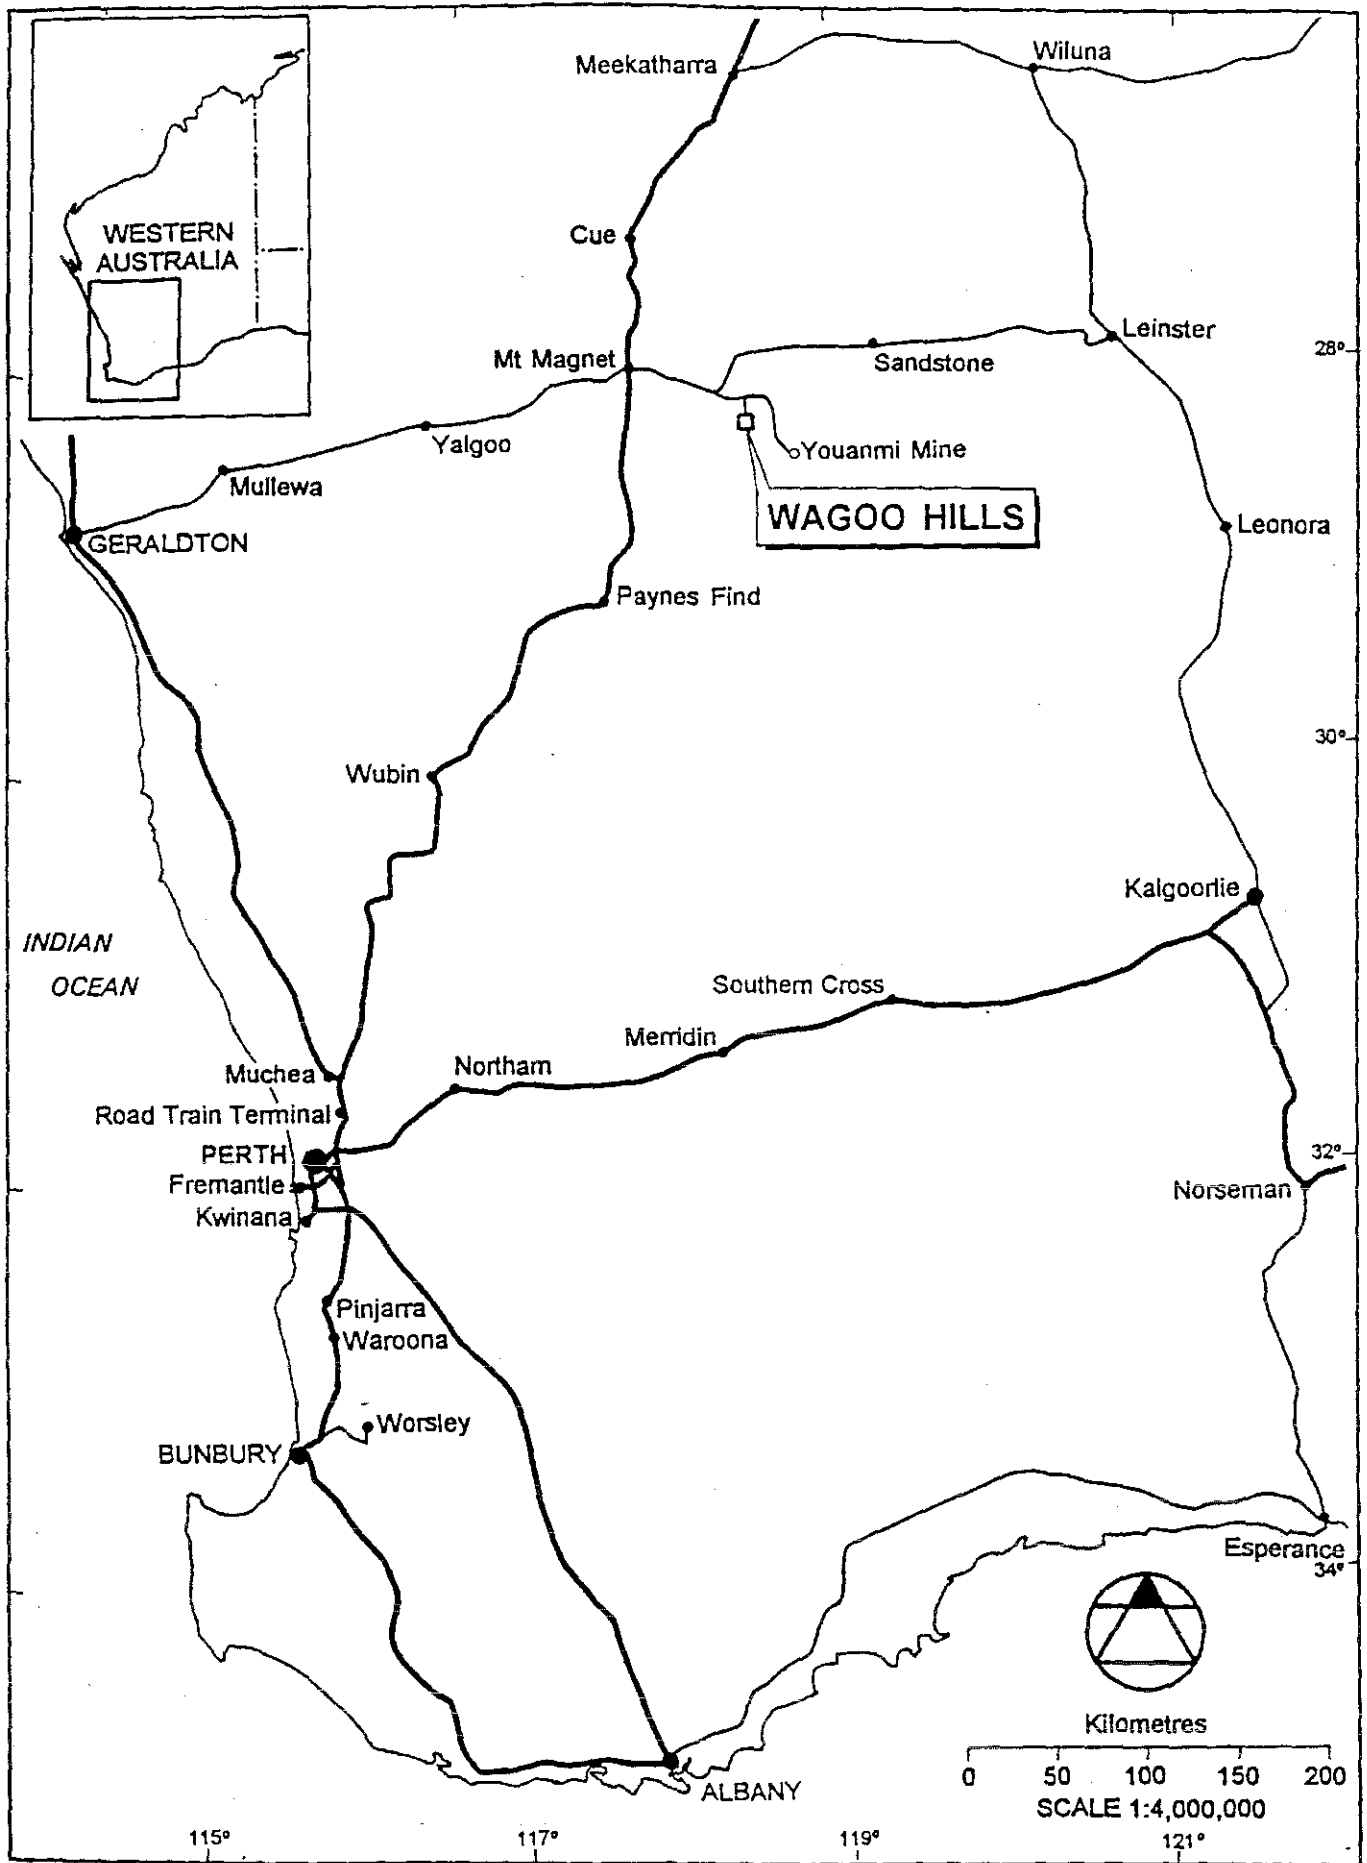 Meekatharra
Wiluna
WESTERN
AUSTRALIA
Cue
Leinster
28°
Mt Magnet
Sandstone
Yalgoo
Youanmi Mine
Mullewa
WAGOO HILLS
Leonora
GERALDTON
Paynes Find
30°
Wubin
Kalgoorlie
INDIAN
OCEAN
Southern Cross
Merridin
Northam
Muchea
Road Train Terminal
PERTH
32°
Fremantle
Norseman
Kwinana
Pinjarra
Waroona
Worsley
BUNBURY
Esperance
34°
Kilometres
0 50 100 150 200
ALBANY
SCALE 1:4,000,000
115° 117° 119° 121°